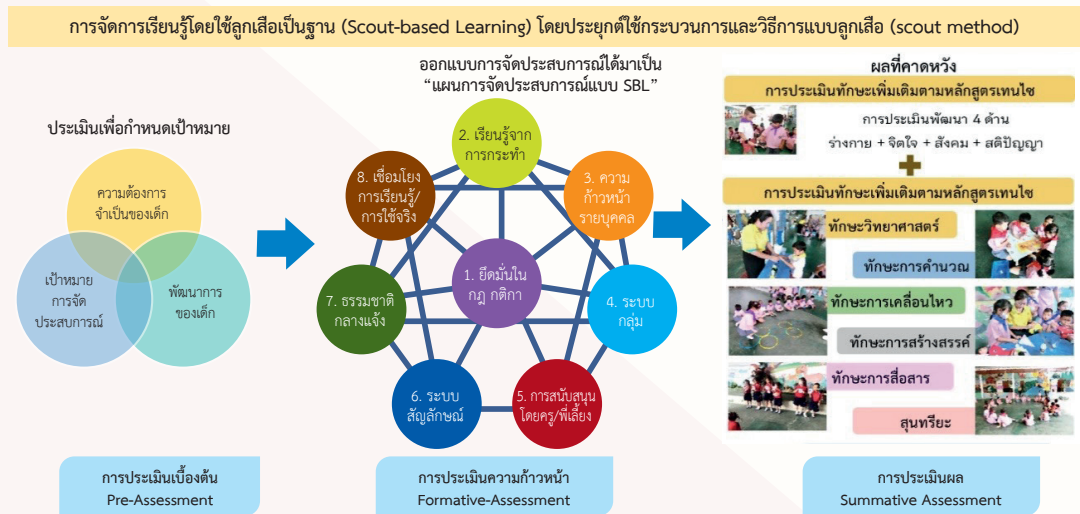 การจัดการเรียนรู้โดยใช้ลูกเสือเป็นฐาน (Scout-based Learning) โดยประยุกต์ใช้กระบวนการและวิธีการแบบลูกเสือ (scout method)
ประเมินเพื่อกำหนดเป้าหมาย
ความต้องการ
จำเป็นของเด็ก
เป้าหมาย
การจัด
ประสบการณ์
พัฒนาการ
ของเด็ก
การประเมินเบื้องต้น
Pre-Assessment
ออกแบบการจัดประสบการณ์ได้มาเป็น
“แผนการจัดประสบการณ์แบบ SBL”
1. ยึดมั่นใน
กฎ กติกา
2. เรียนรู้จาก
การกระทำ
3. ความ
ก้าวหน้า
รายบุคคล
4. ระบบ
กลุ่ม
5. การสนับสนุน
โดยครู/พี่เลี้ยง
6. ระบบ
สัญลักษณ์
7. ธรรมชาติ
กลางแจ้ง
8. เชื่อมโยง
การเรียนรู้/
การใช้จริง
การประเมินความก้าวหน้า
Formative-Assessment
ผลที่คาดหวัง
การประเมินทักษะเพิ่มเติมตามหลักสูตรเทนไซ
การประเมินพัฒนา 4 ด้าน
ร่างกาย + จิตใจ + สังคม + สติปัญญา
การประเมินทักษะเพิ่มเติมตามหลักสูตรเทนไซ
ทักษะวิทยาศาสตร์
ทักษะการคำนวณ
ทักษะการเคลื่อนไหว
ทักษะการสร้างสรรค์
ทักษะการสื่อสาร
สุนทรียะ
การประเมินผล
Summative Assessment